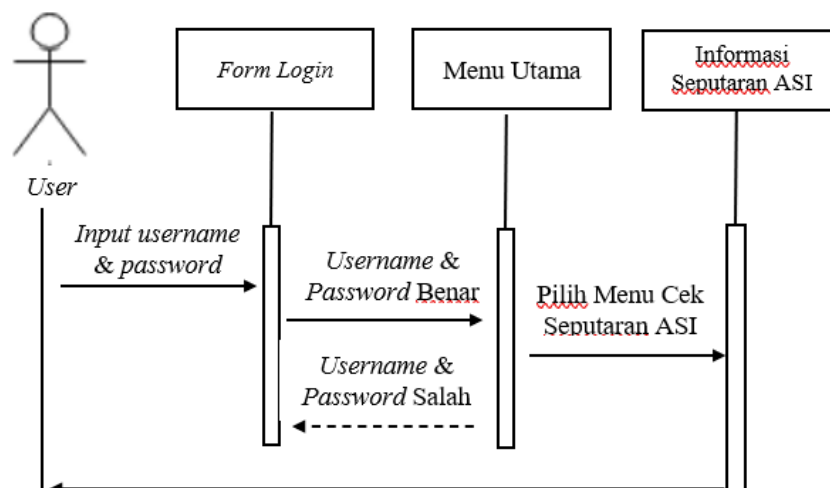 Form Login
Menu Utama
Informasi
Seputaran ASI
User
Input username
& password
Username &
Password Benar
Pilih Menu Cek
Seputaran ASI
Username &
Password Salah